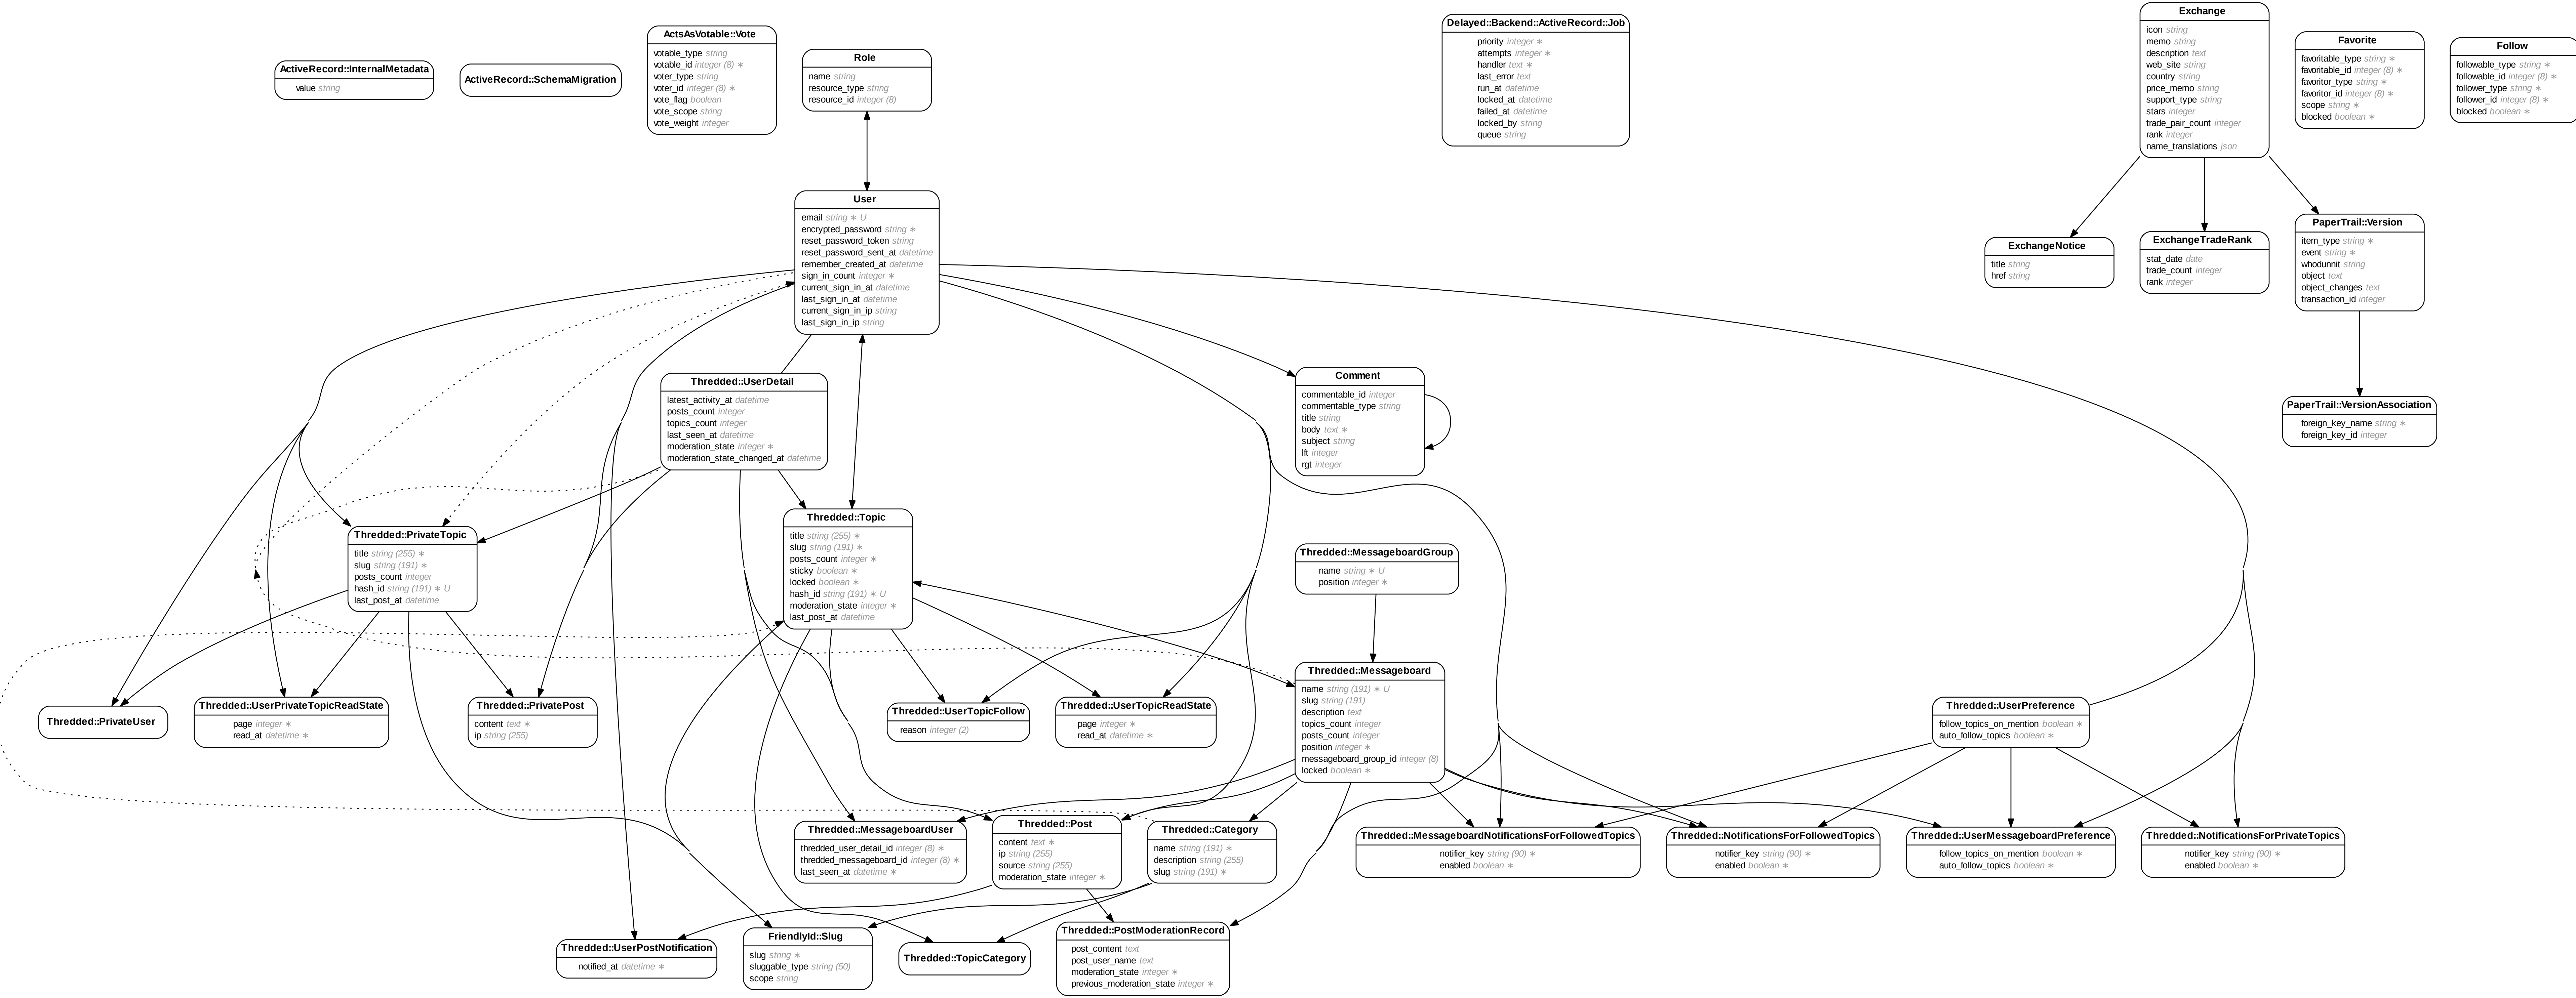 Exchange
icon string
memo string
description text
web_site string
country string
price_memo string
support_type string
stars integer
trade_pair_count integer
rank integer
name_translations json
Delayed::Backend::ActiveRecord::Job
priority integer ∗
attempts integer ∗
handler text ∗
last_error text
run_at datetime
locked_at datetime
failed_at datetime
locked_by string
queue string
ActsAsVotable::Vote
votable_type string
votable_id integer (8) ∗
voter_type string
voter_id integer (8) ∗
vote_flag boolean
vote_scope string
vote_weight integer
Favorite
favoritable_type string ∗
favoritable_id integer (8) ∗
favoritor_type string ∗
favoritor_id integer (8) ∗
scope string ∗
blocked boolean ∗
Follow
followable_type string ∗
followable_id integer (8) ∗
follower_type string ∗
follower_id integer (8) ∗
blocked boolean ∗
Role
name string
resource_type string
resource_id integer (8)
ActiveRecord::InternalMetadata
value string
ActiveRecord::SchemaMigration
User
email string ∗ U
encrypted_password string ∗
reset_password_token string
reset_password_sent_at datetime
remember_created_at datetime
sign_in_count integer ∗
current_sign_in_at datetime
last_sign_in_at datetime
current_sign_in_ip string
last_sign_in_ip string
PaperTrail::Version
item_type string ∗
event string ∗
whodunnit string
object text
object_changes text
transaction_id integer
ExchangeTradeRank
stat_date date
trade_count integer
rank integer
ExchangeNotice
title string
href string
Comment
commentable_id integer
commentable_type string
title string
body text ∗
subject string
lft integer
rgt integer
Thredded::UserDetail
latest_activity_at datetime
posts_count integer
topics_count integer
last_seen_at datetime
moderation_state integer ∗
moderation_state_changed_at datetime
PaperTrail::VersionAssociation
foreign_key_name string ∗
foreign_key_id integer
Thredded::Topic
title string (255) ∗
slug string (191) ∗
posts_count integer ∗
sticky boolean ∗
locked boolean ∗
hash_id string (191) ∗ U
moderation_state integer ∗
last_post_at datetime
Thredded::PrivateTopic
title string (255) ∗
slug string (191) ∗
posts_count integer
hash_id string (191) ∗ U
last_post_at datetime
Thredded::MessageboardGroup
name string ∗ U
position integer ∗
Thredded::Messageboard
name string (191) ∗ U
slug string (191)
description text
topics_count integer
posts_count integer
position integer ∗
messageboard_group_id integer (8)
locked boolean ∗
Thredded::PrivateUser
Thredded::UserPrivateTopicReadState
page integer ∗
read_at datetime ∗
Thredded::PrivatePost
content text ∗
ip string (255)
Thredded::UserTopicFollow
reason integer (2)
Thredded::UserTopicReadState
page integer ∗
read_at datetime ∗
Thredded::UserPreference
follow_topics_on_mention boolean ∗
auto_follow_topics boolean ∗
Thredded::MessageboardUser
thredded_user_detail_id integer (8) ∗
thredded_messageboard_id integer (8) ∗
last_seen_at datetime ∗
Thredded::Post
content text ∗
ip string (255)
source string (255)
moderation_state integer ∗
Thredded::Category
name string (191) ∗
description string (255)
slug string (191) ∗
Thredded::MessageboardNotificationsForFollowedTopics
notifier_key string (90) ∗
enabled boolean ∗
Thredded::NotificationsForFollowedTopics
notifier_key string (90) ∗
enabled boolean ∗
Thredded::UserMessageboardPreference
follow_topics_on_mention boolean ∗
auto_follow_topics boolean ∗
Thredded::NotificationsForPrivateTopics
notifier_key string (90) ∗
enabled boolean ∗
Thredded::UserPostNotification
notified_at datetime ∗
FriendlyId::Slug
slug string ∗
sluggable_type string (50)
scope string
Thredded::TopicCategory
Thredded::PostModerationRecord
post_content text
post_user_name text
moderation_state integer ∗
previous_moderation_state integer ∗